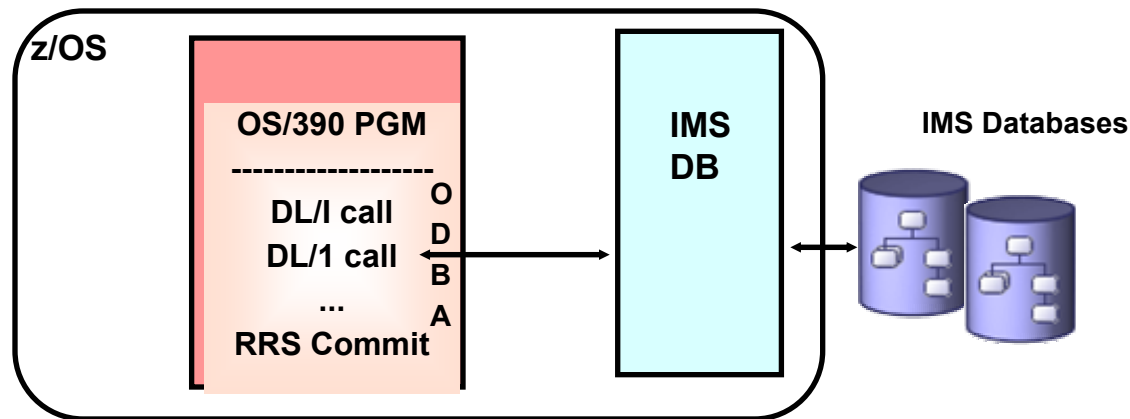 z/OS
OS/390 PGM
-------------------
DL/I call
DL/1 call
...
RRS Commit
O
D
B
A
IMS
DB
IMS Databases